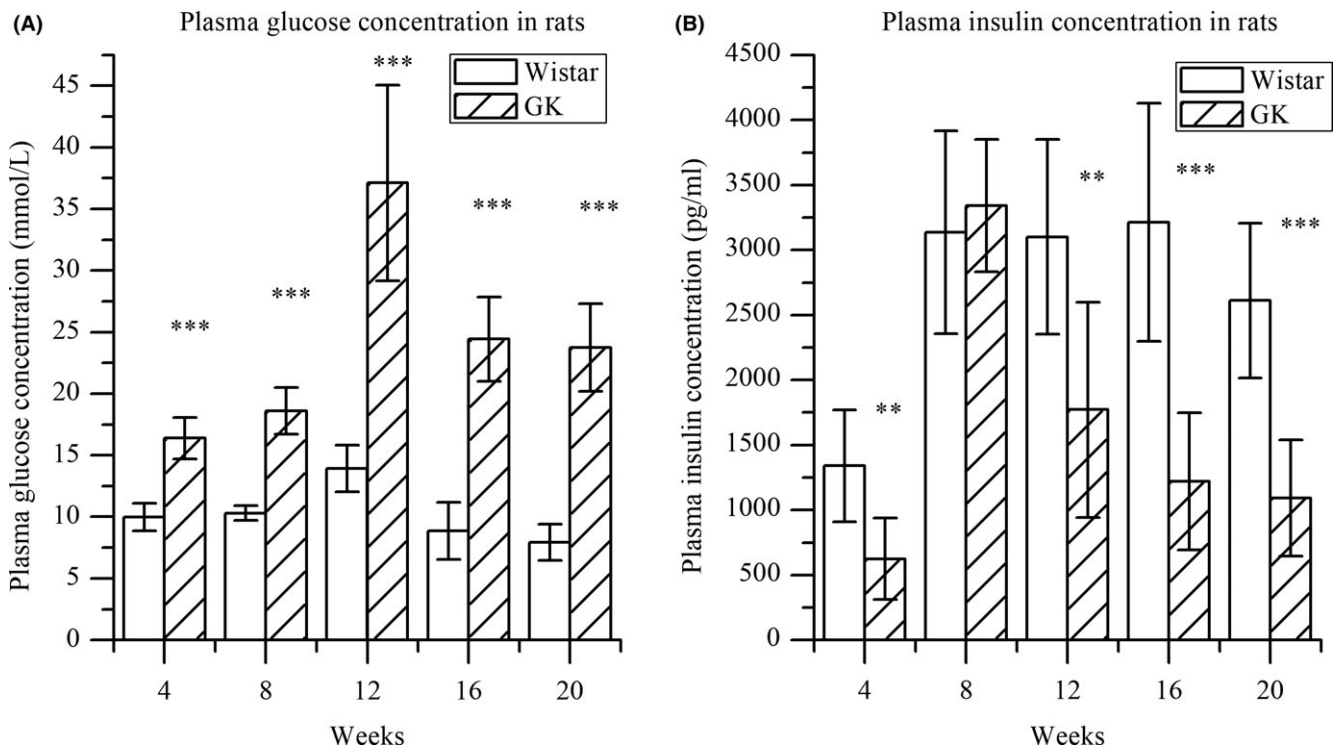 (A) Plasma glucose concentration in rats
Wistar
GK
Plasma glucose concentration (mmol/L)
45
40
35
30
25
20
15
10
5
0
***
***
***
***
***
4 8 12 16 20
Weeks
(B) Plasma insulin concentration in rats
Wistar
GK
Plasma insulin concentration (pg/ml)
4500
4000
3500
3000
2500
2000
1500
1000
500
0
**
**
***
***
4 8 12 16 20
Weeks